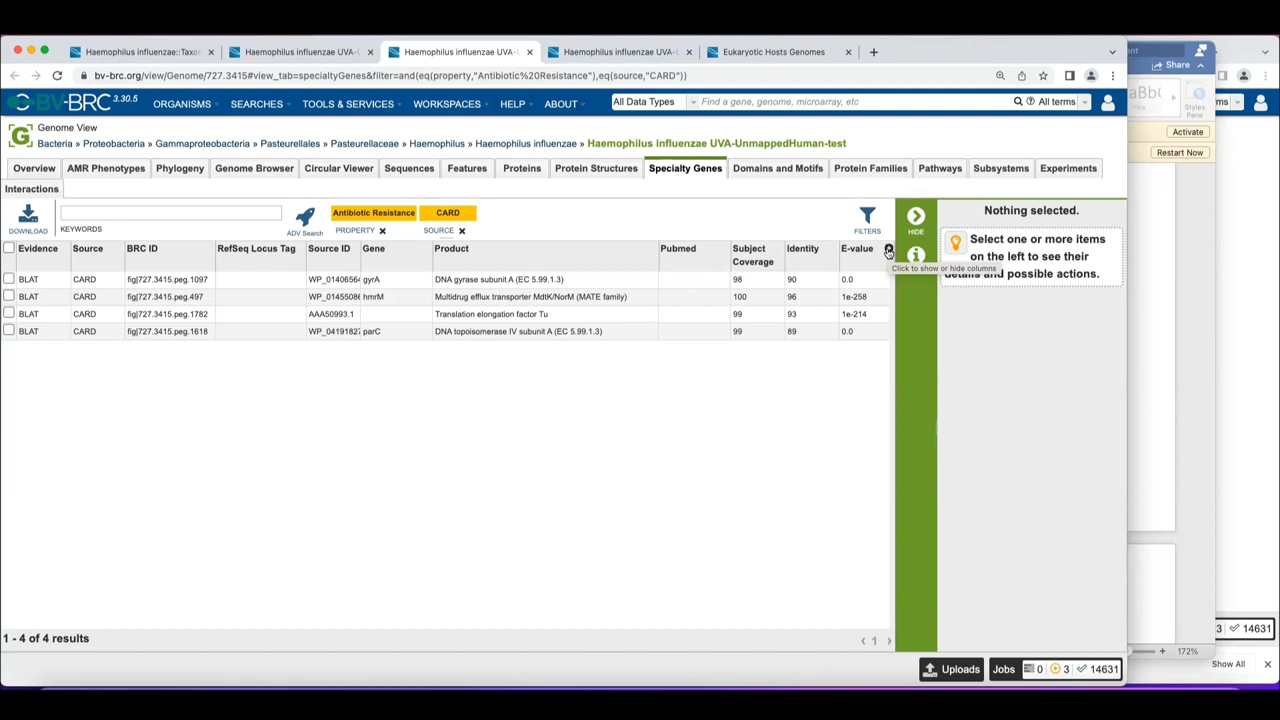 Haemophilus influenzae::Taxo
Haemophilus influenzae UVA-
Haemophilus influenzae UVA-
Haemophilus influenzae UVA-
Eukaryotic Hosts Genomes
bv-brc.org/view/Genome/727.3415#view_tab=specialtyGenes&filter=and(eq(property,"Antibiotic%20Resistance"),eq(source,"CARD"))
Share
BV-BRC 3.30.5 ORGANISMS SEARCHES TOOLS & SERVICES WORKSPACES HELP ABOUT All Data Types Find a gene, genome, microarray, etc All terms
Styles Pane
Genome View
Activate
Bacteria » Proteobacteria » Gammaproteobacteria » Pasteurellales » Pasteurellaceae » Haemophilus » Haemophilus influenzae » Haemophilus influenzae UVA-UnmappedHuman-test
Restart Now
Overview AMR Phenotypes Phylogeny Genome Browser Circular Viewer Sequences Features Proteins Protein Structures Specialty Genes Domains and Motifs Protein Families Pathways Subsystems Experiments
Interactions
DOWNLOAD KEYWORDS ADV Search
Antibiotic Resistance CARD
PROPERTY ✖ SOURCE ✖
FILTERS HIDE
Nothing selected.
Select one or more items
on the left to see their
details and possible actions.
Click to show or hide columns
Evidence Source BRC ID RefSeq Locus Tag Source ID Gene Product Pubmed Subject Coverage Identity E-value
BLAT CARD fig|727.3415.peg.1097 WP_0140656 gyrA DNA gyrase subunit A (EC 5.99.1.3) 98 90 0.0
BLAT CARD fig|727.3415.peg.497 WP_0145508 hmrM Multidrug efflux transporter MdtK/NorM (MATE family) 100 96 1e-258
BLAT CARD fig|727.3415.peg.1782 AAA50993.1 Translation elongation factor Tu 99 93 1e-214
BLAT CARD fig|727.3415.peg.1618 WP_041918 parC DNA topoisomerase IV subunit A (EC 5.99.1.3) 99 89 0.0
1 - 4 of 4 results
1
3 14631
172%
Uploads Jobs 0 3 14631
Show All